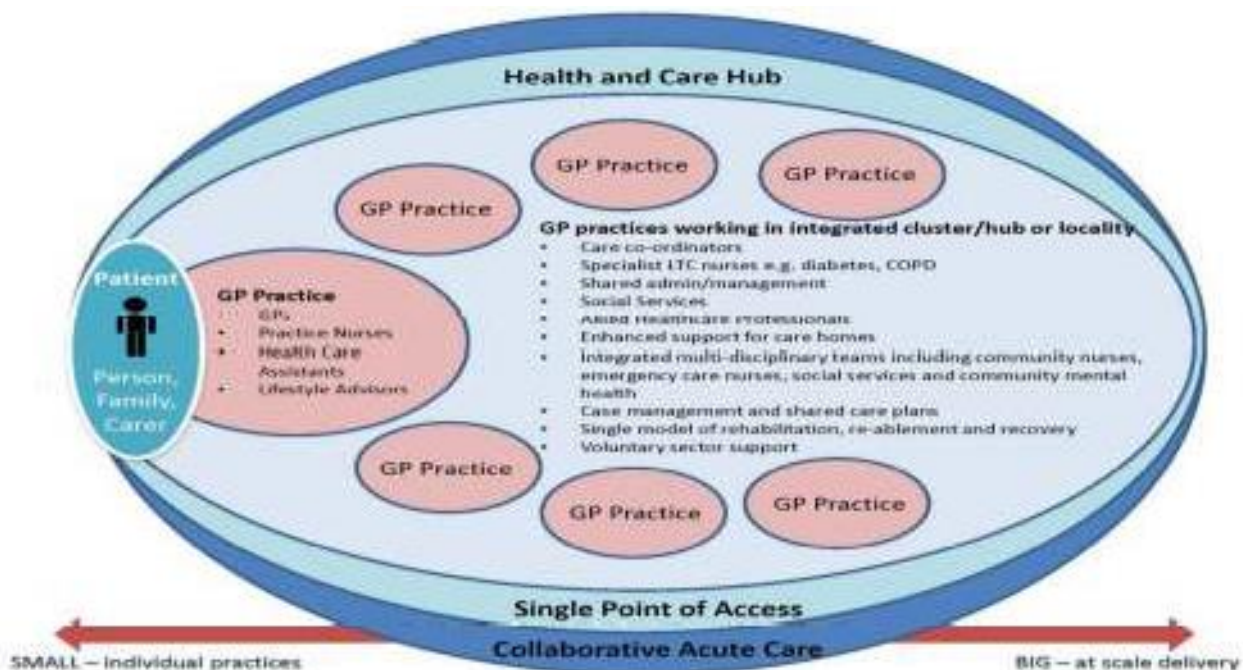 Health and Care Hub
GP Practice
GP Practice
GP Practice
GP practices working in integrated cluster/hub or locality
• Care co-ordinators
• Specialist LTC nurses e.g. diabetes, COPD
• Shared admin/management
• Social Services
• Allied Healthcare Professionals
• Enhanced support for care homes
• Integrated multi-disciplinary teams including community nurses,
emergency care nurses, social services and community mental
health
• Case management and shared care plans
• Single model of rehabilitation, re-ablement and recovery
• Voluntary sector support
Patient
Person,
Family,
Carer
GP Practice
• GPs
• Practice Nurses
• Health Care
Assistants
• Lifestyle Advisors
GP Practice
GP Practice
GP Practice
Single Point of Access
Collaborative Acute Care
SMALL – individual practices
BIG – at scale delivery